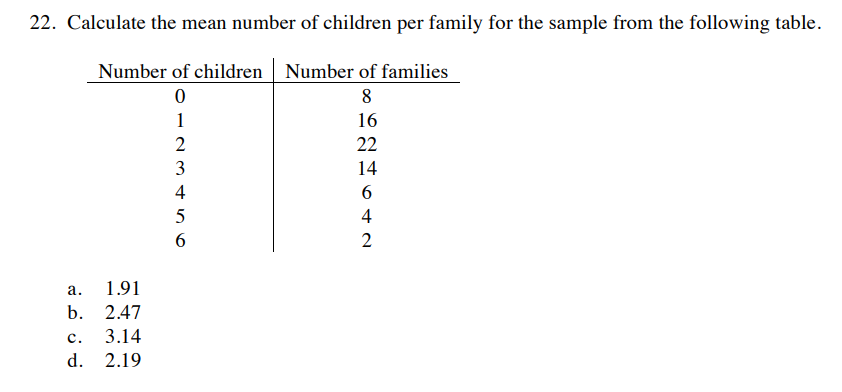 22. Calculate the mean number of children per family for the sample from the following table.
Number of children Number of families
0 8
1 16
2 22
3 14
4 6
5 4
6 2
a. 1.91
b. 2.47
c. 3.14
d. 2.19